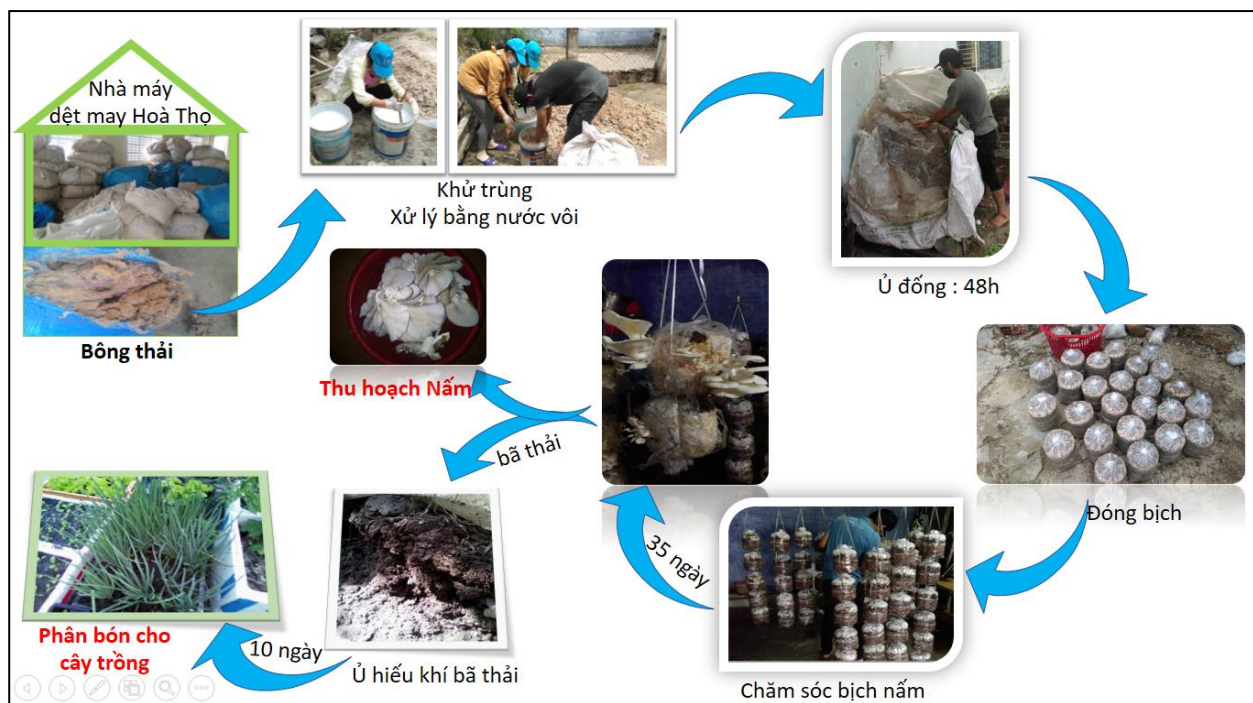 Nhà máy
dệt may Hoà Thọ
Bông thải
Khử trùng
Xử lý bằng nước vôi
Ủ đống : 48h
Đóng bịch
Chăm sóc bịch nấm
35 ngày
Thu hoạch Nấm
bã thải
Ủ hiếu khí bã thải
10 ngày
Phân bón cho
cây trồng